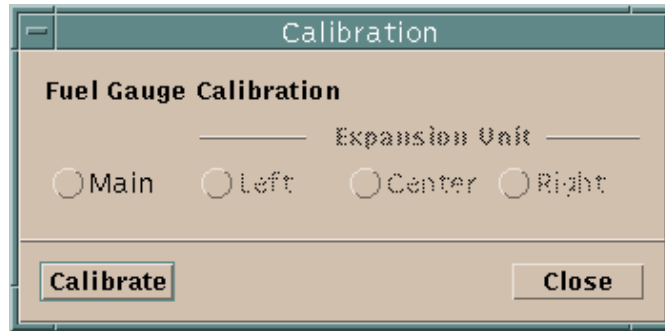 Calibration
Fuel Gauge Calibration
Expansion Unit
Main Left Center Right
Calibrate Close